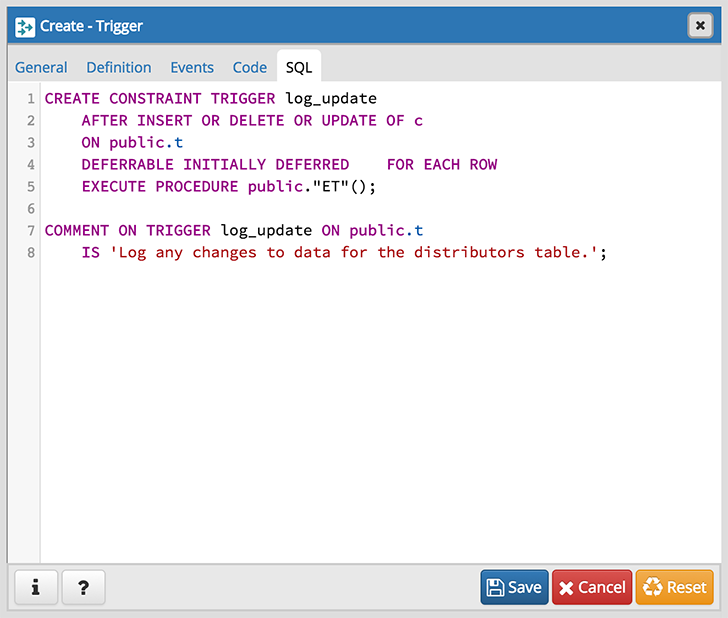 Create - Trigger
General Definition Events Code SQL
1 CREATE CONSTRAINT TRIGGER log_update
2     AFTER INSERT OR DELETE OR UPDATE OF c
3     ON public.t
4     DEFERRABLE INITIALLY DEFERRED    FOR EACH ROW
5     EXECUTE PROCEDURE public."ET"();
6
7 COMMENT ON TRIGGER log_update ON public.t
8     IS 'Log any changes to data for the distributors table.';
i ? Save Cancel Reset